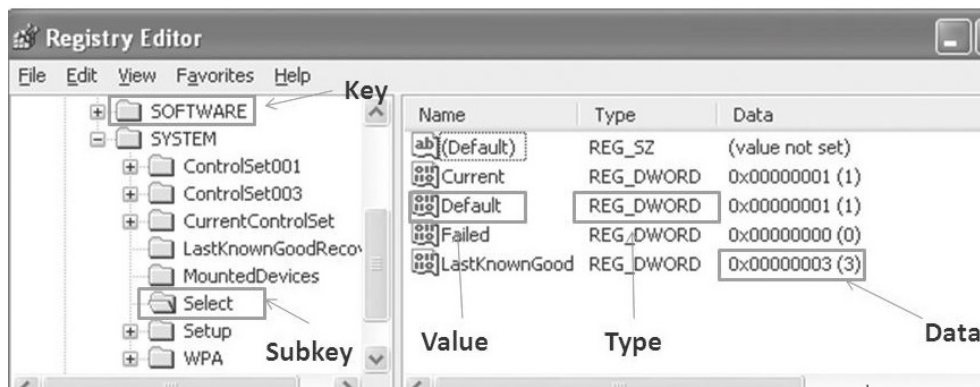 Registry Editor
File Edit View Favorites Help
Key
SOFTWARE
SYSTEM
ControlSet001
ControlSet003
CurrentControlSet
LastKnownGoodRecov
MountedDevices
Select
Setup
WPA
Subkey
Name Type Data
(Default) REG_SZ (value not set)
Current REG_DWORD 0x00000001 (1)
Default REG_DWORD 0x00000001 (1)
Failed REG_DWORD 0x00000000 (0)
LastKnownGood REG_DWORD 0x00000003 (3)
Value Type Data